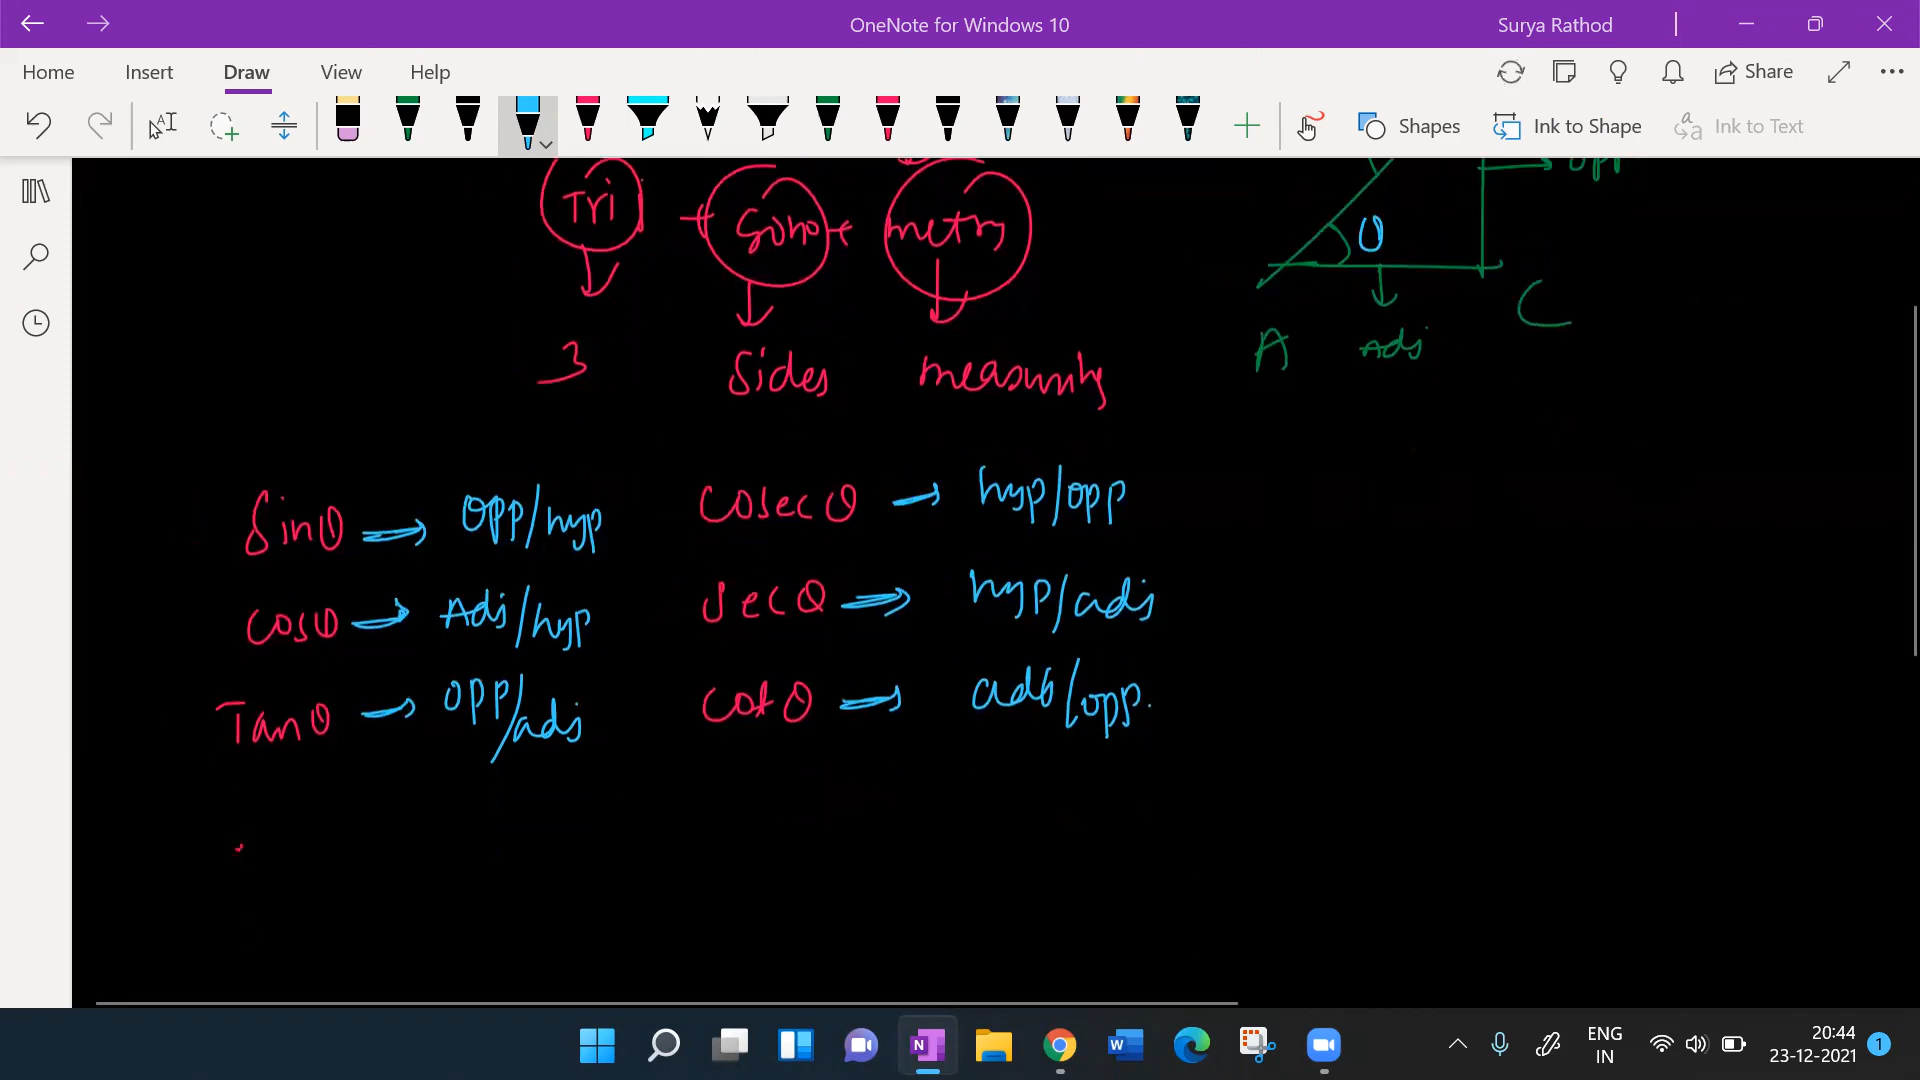 OneNote for Windows 10
Surya Rathod
Home Insert Draw View Help
Share
Shapes
Ink to Shape
Ink to Text
Tri + Gono + metry
opp
θ
A Adj C
3 Sides measuring
Sinθ → opp/hyp cosecθ → hyp/opp
cosθ → Adj/hyp secθ → hyp/adj
Tanθ → opp/adj cotθ → adj/opp.
ENG
IN
20:44
23-12-2021
1